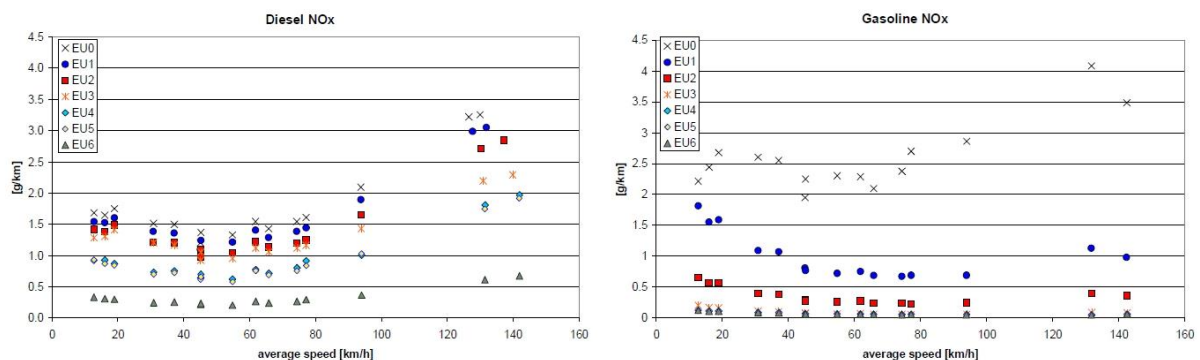 Diesel NOx
4.5
4.0
3.5
3.0
2.5
2.0
1.5
1.0
0.5
0.0
[g/km]
EU0
EU1
EU2
EU3
EU4
EU5
EU6
0 20 40 60 80 100 120 140 160
average speed [km/h]
Gasoline NOx
4.5
4
3.5
3
2.5
2
1.5
1
0.5
0
[g/km]
EU0
EU1
EU2
EU3
EU4
EU5
EU6
0 20 40 60 80 100 120 140 160
average speed [km/h]